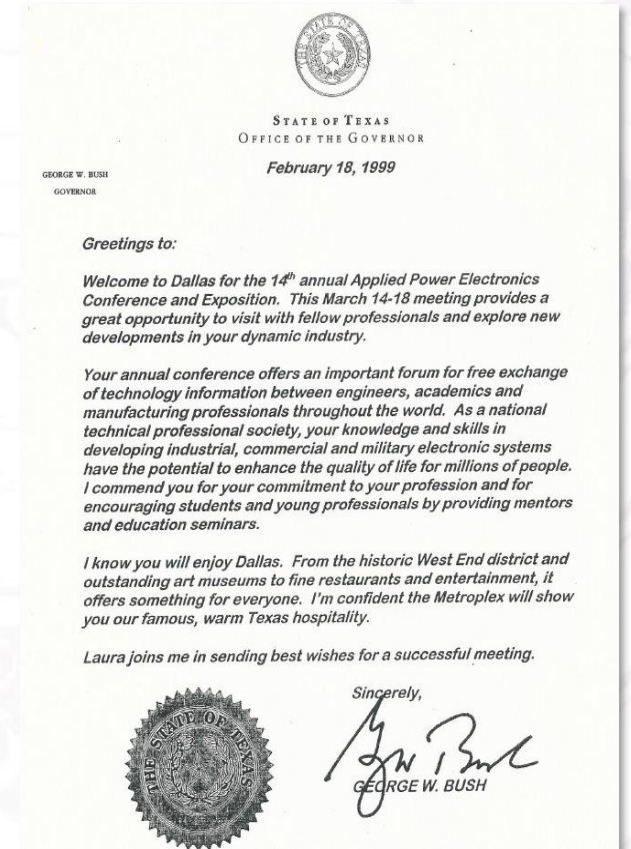 THE STATE OF TEXAS
STATE OF TEXAS
OFFICE OF THE GOVERNOR
February 18, 1999
GEORGE W. BUSH
GOVERNOR
Greetings to:
Welcome to Dallas for the 14th annual Applied Power Electronics
Conference and Exposition. This March 14-18 meeting provides a
great opportunity to visit with fellow professionals and explore new
developments in your dynamic industry.
Your annual conference offers an important forum for free exchange
of technology information between engineers, academics and
manufacturing professionals throughout the world. As a national
technical professional society, your knowledge and skills in
developing industrial, commercial and military electronic systems
have the potential to enhance the quality of life for millions of people.
I commend you for your commitment to your profession and for
encouraging students and young professionals by providing mentors
and education seminars.
I know you will enjoy Dallas. From the historic West End district and
outstanding art museums to fine restaurants and entertainment, it
offers something for everyone. I'm confident the Metroplex will show
you our famous, warm Texas hospitality.
Laura joins me in sending best wishes for a successful meeting.
Sincerely,
GW Bush
GEORGE W. BUSH
THE STATE OF TEXAS